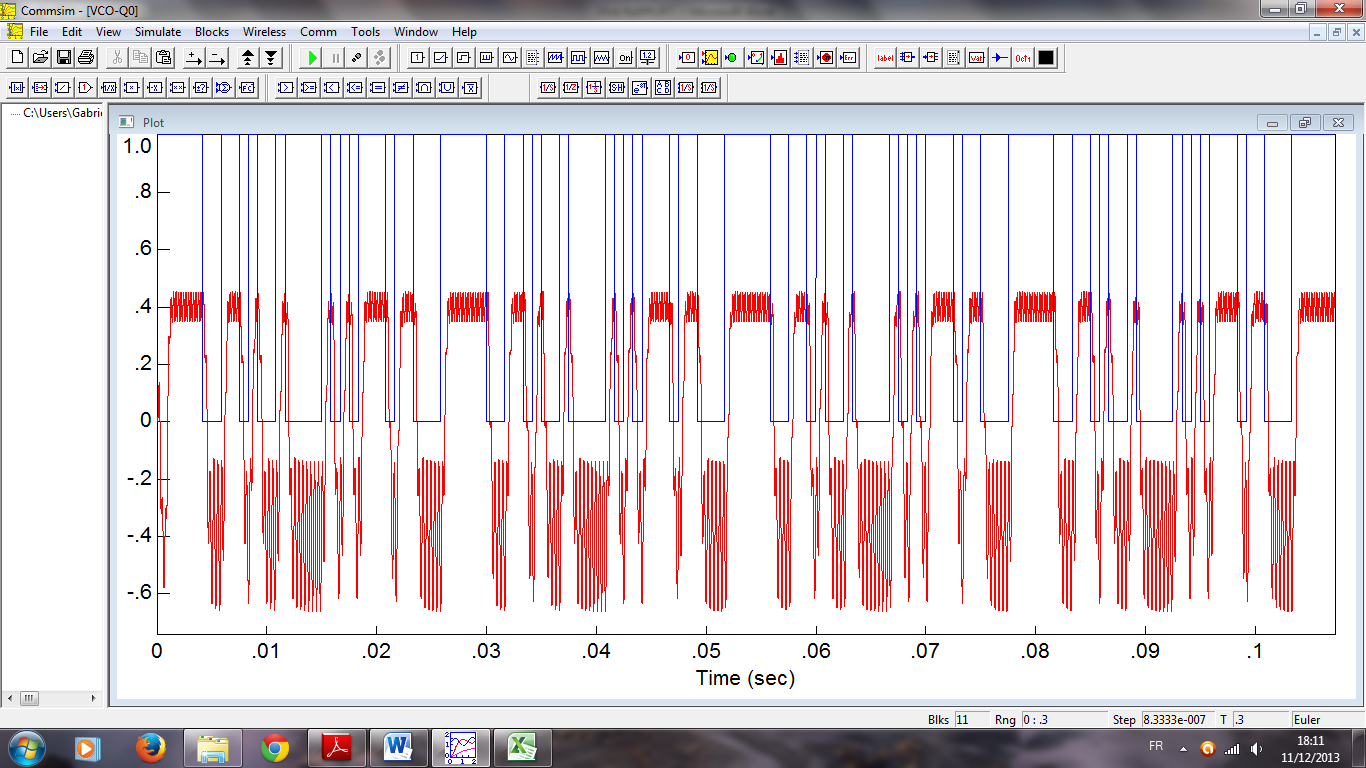 Commsim - [VCO-Q0]
File Edit View Simulate Blocks Wireless Comm Tools Window Help
C:\Users\Gabrie
Plot
1.0
.8
.6
.4
.2
0
-.2
-.4
-.6
0 .01 .02 .03 .04 .05 .06 .07 .08 .09 .1
Time (sec)
Blks 11 Rng 0 : .3 Step 8.3333e-007 T .3 Euler
FR 18:11
11/12/2013